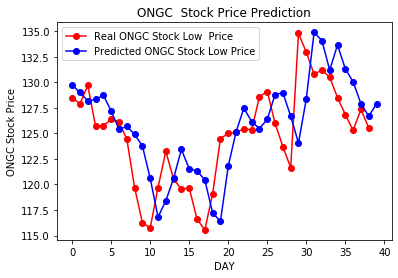 ONGC  Stock Price Prediction
Real ONGC Stock Low  Price
Predicted ONGC Stock Low Price
ONGC Stock Price
135.0
132.5
130.0
127.5
125.0
122.5
120.0
117.5
115.0
0 5 10 15 20 25 30 35 40
DAY